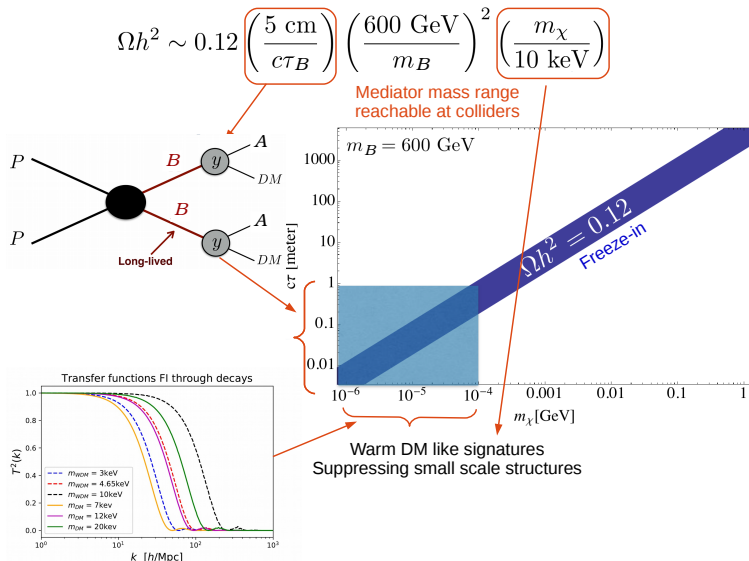 Ωh² ∼ 0.12 (5 cm / cτ_B) (600 GeV / m_B)² (m_χ / 10 keV)
Mediator mass range
reachable at colliders
P
P
B
B
y
y
A
DM
A
DM
Long-lived
m_B = 600 GeV
Ωh² = 0.12
Freeze-in
cτ [meter]
1000
100
10
1
0.1
0.01
10⁻⁶
10⁻⁵
10⁻⁴
0.001
0.01
0.1
1
m_χ[GeV]
Warm DM like signatures
Suppressing small scale structures
Transfer functions FI through decays
T²(k)
1.0
0.8
0.6
0.4
0.2
0.0
m_WDM = 3keV
m_WDM = 4.65keV
m_WDM = 10keV
m_DM = 7kev
m_DM = 12kev
m_DM = 20kev
10⁰
10¹
10²
10³
k [h/Mpc]